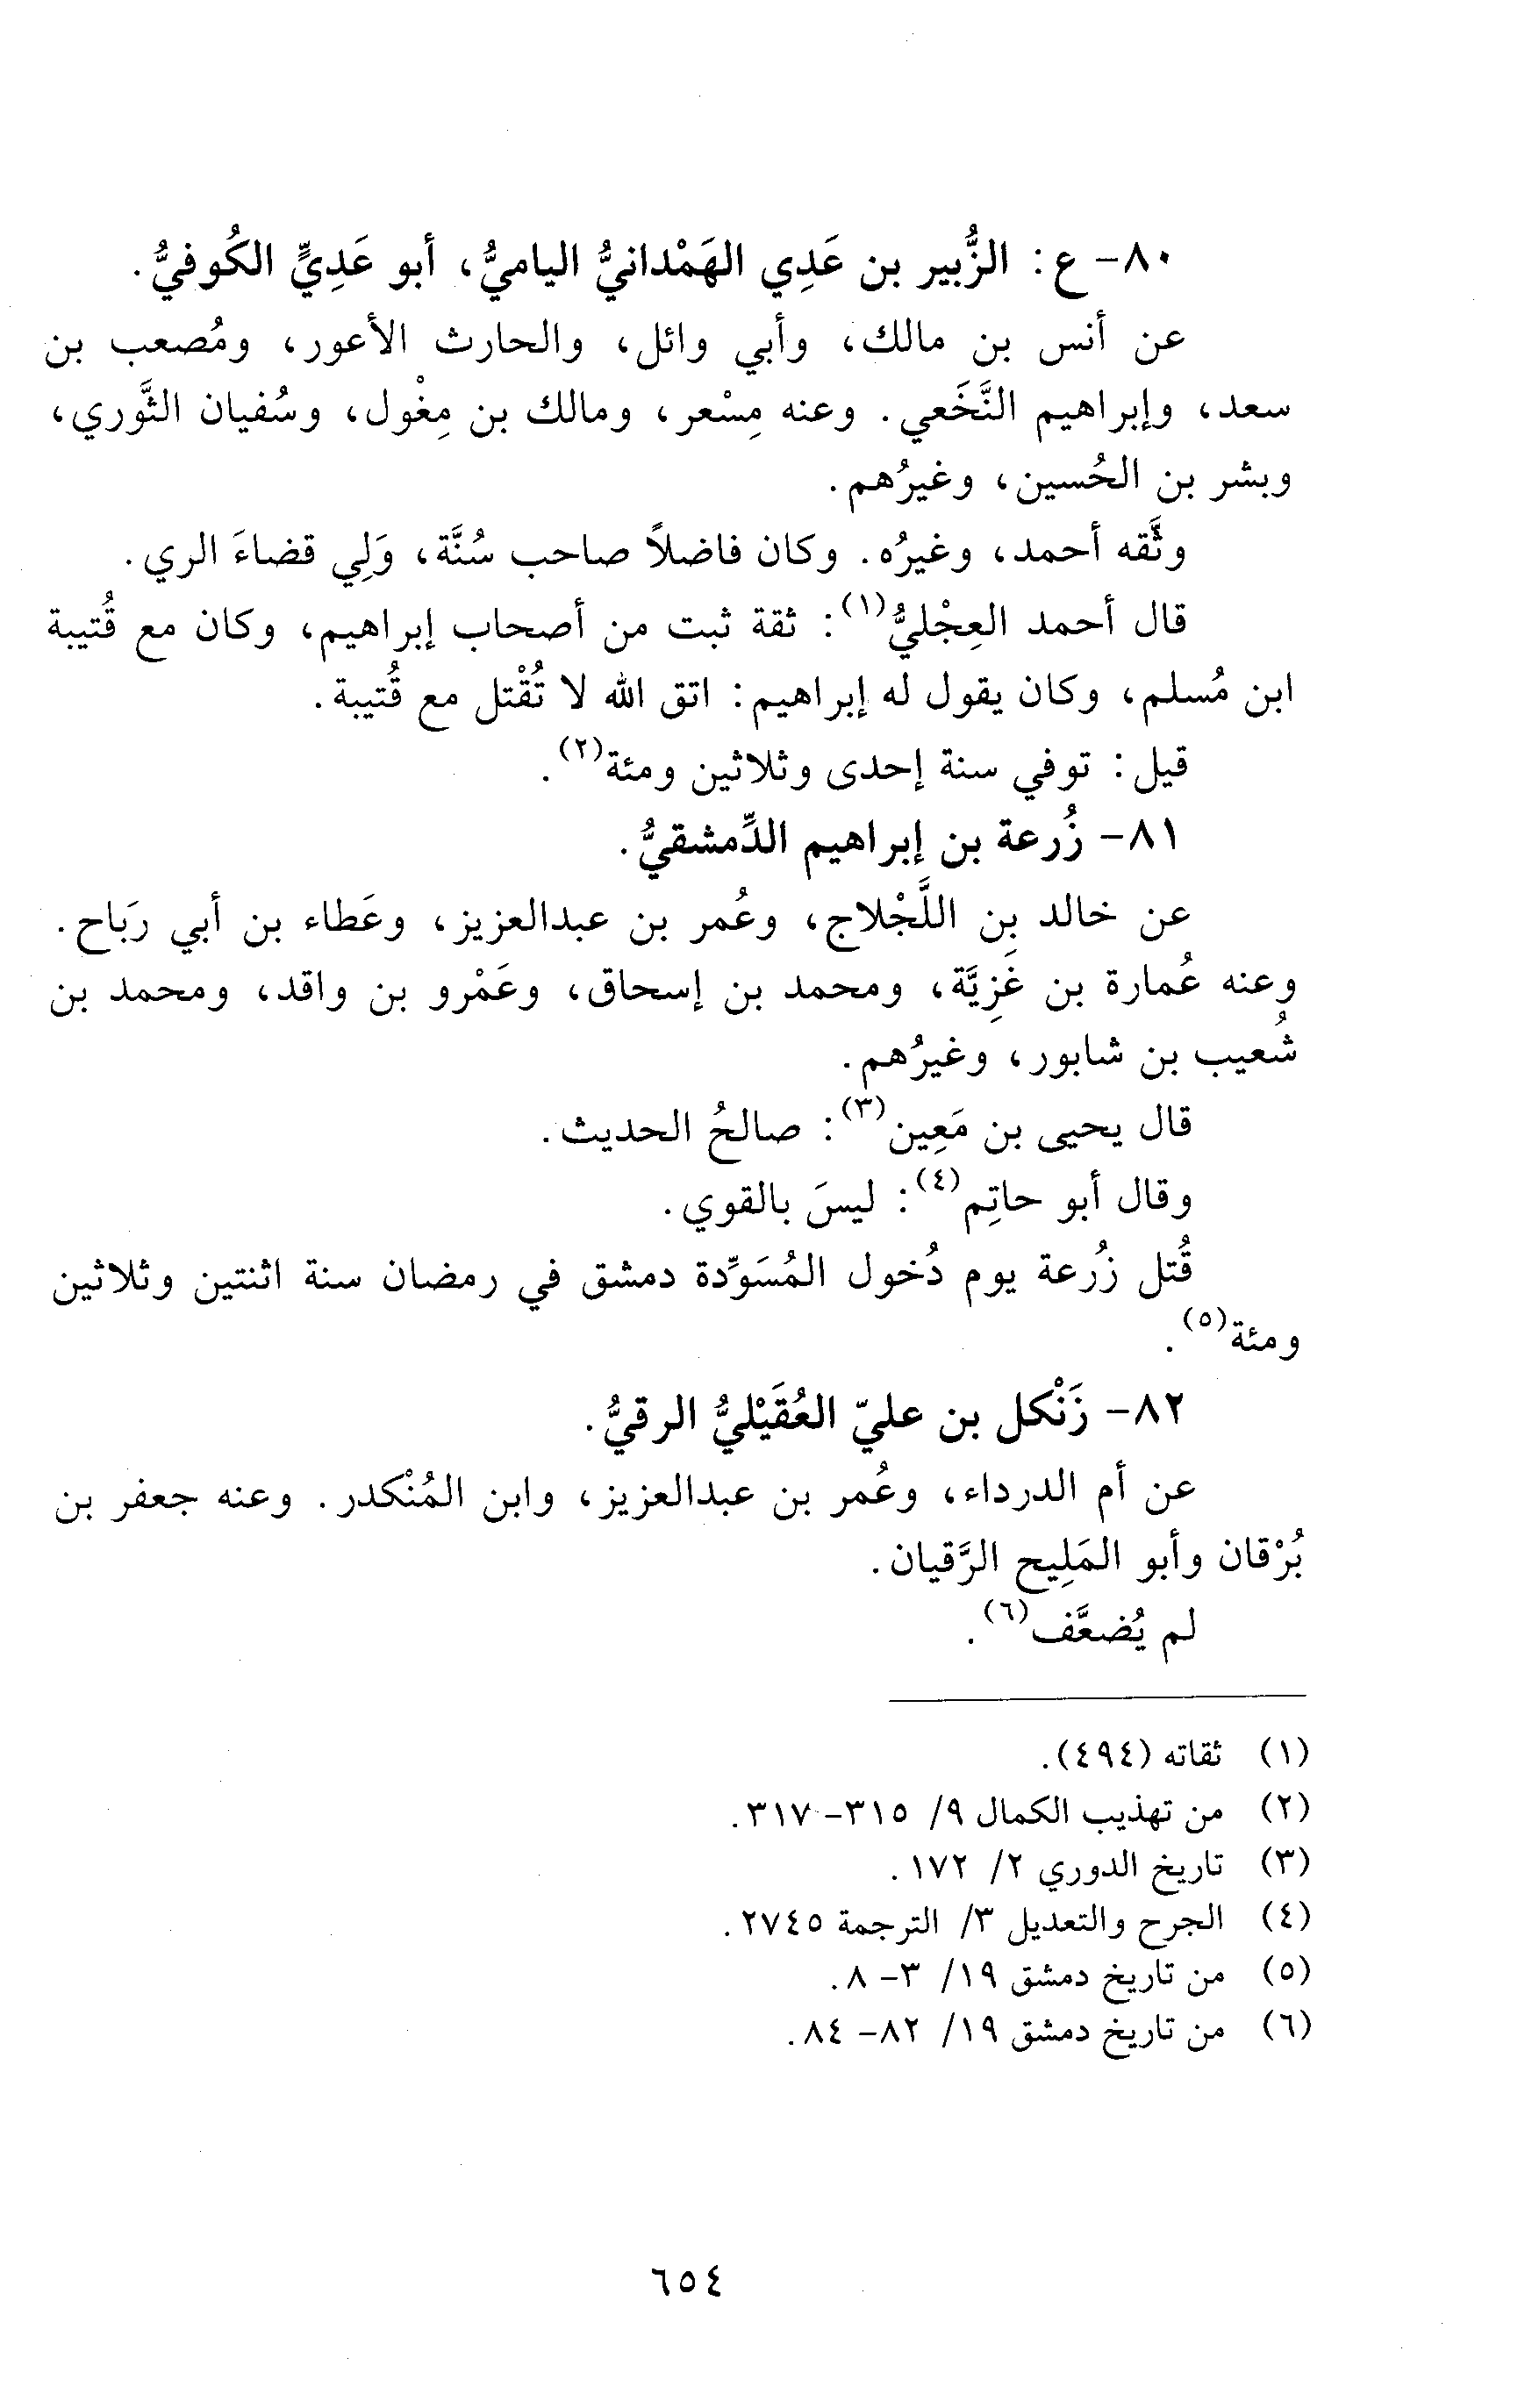 ٨٠- ع: الزُّبير بن عَدِي الهَمْدانيُّ الياميُّ، أبو عَدِيٍّ الكُوفيُّ.
عن أنس بن مالك، وأبي وائل، والحارث الأعور، ومُصعب بن
سعد، وإبراهيم النَّخَعي. وعنه مِسْعر، ومالك بن مِغْول، وسُفيان الثَّوري،
وبشر بن الحُسين، وغيرُهم.
وثَّقه أحمد، وغيرُه. وكان فاضلاً صاحب سُنَّة، وَلِي قضاءَ الري.
قال أحمد العِجْليُّ(١): ثقة ثبت من أصحاب إبراهيم، وكان مع قُتيبة
ابن مُسلم، وكان يقول له إبراهيم: اتق الله لا تُقْتل مع قُتيبة.
قيل: توفي سنة إحدى وثلاثين ومئة(٢).
٨١- زُرعة بن إبراهيم الدِّمشقيُّ.
عن خالد بن اللَّجْلاج، وعُمر بن عبدالعزيز، وعَطاء بن أبي رَباح.
وعنه عُمارة بن غَزِيَّة، ومحمد بن إسحاق، وعَمْرو بن واقد، ومحمد بن
شُعيب بن شابور، وغيرُهم.
قال يحيى بن مَعِين(٣): صالحُ الحديث.
وقال أبو حاتِم(٤): ليسَ بالقوي.
قُتل زُرعة يوم دُخول المُسَوِّدة دمشق في رمضان سنة اثنتين وثلاثين
ومئة(٥).
٨٢- زَنْكل بن عليّ العُقَيْليُّ الرقيُّ.
عن أم الدرداء، وعُمر بن عبدالعزيز، وابن المُنْكدر. وعنه جعفر بن
بُرْقان وأبو المَلِيح الرَّقيان.
لم يُضعَّف(٦).
(١) ثقاته (٤٩٤).
(٢) من تهذيب الكمال ٩/ ٣١٥- ٣١٧.
(٣) تاريخ الدوري ٢/ ١٧٢.
(٤) الجرح والتعديل ٣/ الترجمة ٢٧٤٥.
(٥) من تاريخ دمشق ١٩/ ٣- ٨.
(٦) من تاريخ دمشق ١٩/ ٨٢- ٨٤.
٦٥٤